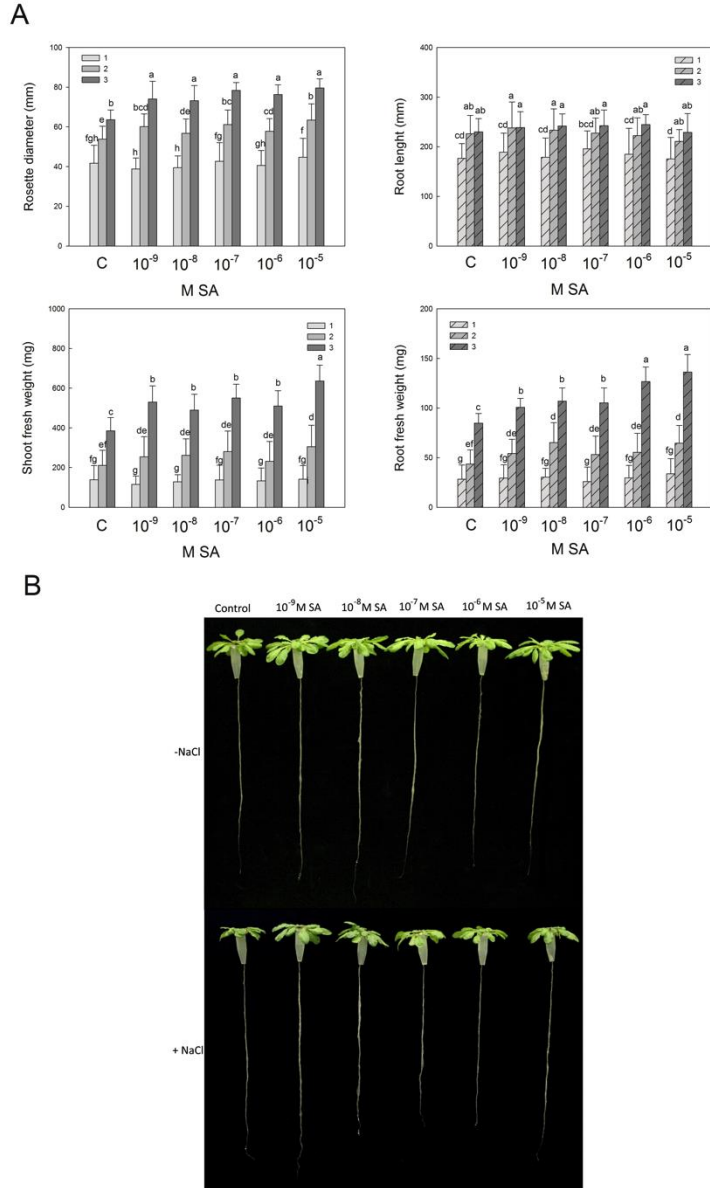 A
Rosette diameter (mm)
100
80
60
40
20
0
1
2
3
fgh e b h bcd a h de a fg bc a gh cd a f b a
C 10⁻⁹ 10⁻⁸ 10⁻⁷ 10⁻⁶ 10⁻⁵
M SA
Root lenght (mm)
400
300
200
100
0
1
2
3
cd ab ab cd a a cd a a bcd ab a cd ab a d ab ab
C 10⁻⁹ 10⁻⁸ 10⁻⁷ 10⁻⁶ 10⁻⁵
M SA
Shoot fresh weight (mg)
1000
800
600
400
200
0
1
2
3
fg ef c g de b g de b fg de b g de b fg d a
C 10⁻⁹ 10⁻⁸ 10⁻⁷ 10⁻⁶ 10⁻⁵
M SA
Root fresh weight (mg)
200
150
100
50
0
1
2
3
g ef c fg de b fg d b g de b fg de a fg d a
C 10⁻⁹ 10⁻⁸ 10⁻⁷ 10⁻⁶ 10⁻⁵
M SA
B
Control 10⁻⁹M SA 10⁻⁸M SA 10⁻⁷M SA 10⁻⁶M SA 10⁻⁵M SA
-NaCl
+ NaCl